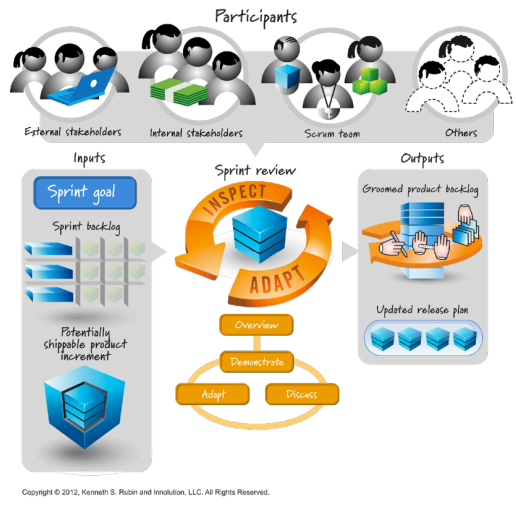 Participants
External stakeholders
Internal stakeholders
Scrum team
Others
Inputs
Sprint goal
Sprint backlog
Potentially
shippable product
increment
Sprint review
INSPECT
ADAPT
Overview
Demonstrate
Adapt
Discuss
Outputs
Groomed product backlog
Updated release plan
Copyright © 2012, Kenneth S. Rubin and Innolution, LLC. All Rights Reserved.